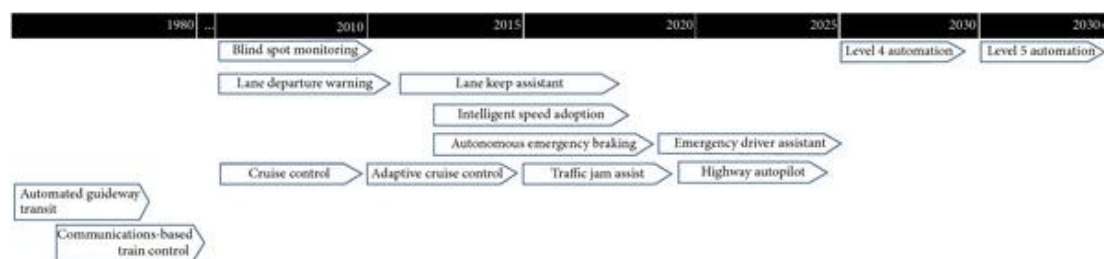 1980 ... 2010 2015 2020 2025 2030 2030+
Blind spot monitoring Level 4 automation Level 5 automation
Lane departure warning Lane keep assistant
Intelligent speed adoption
Autonomous emergency braking Emergency driver assistant
Cruise control Adaptive cruise control Traffic jam assist Highway autopilot
Automated guideway
transit
Communications-based
train control